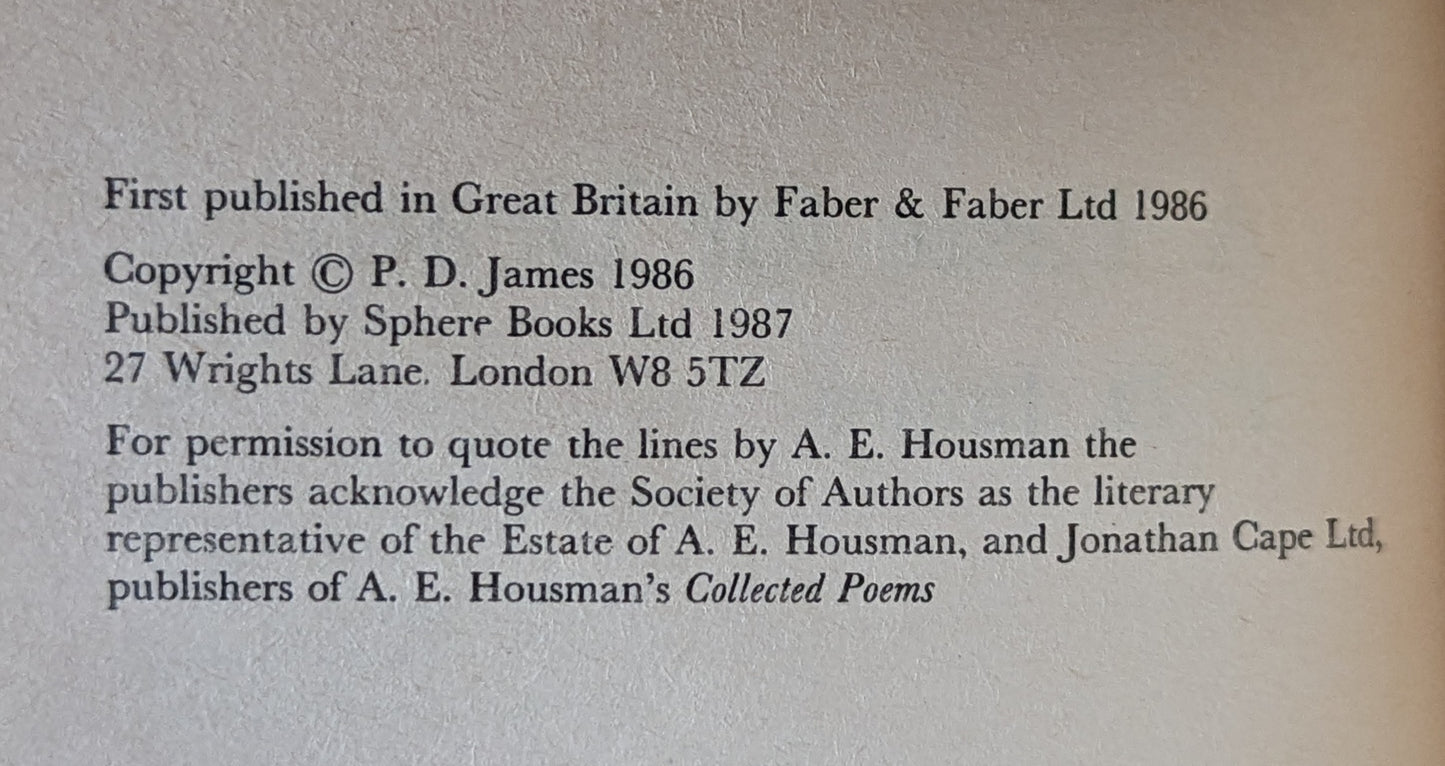 First published in Great Britain by Faber & Faber Ltd 1986
Copyright © P. D. James 1986
Published by Sphere Books Ltd 1987
27 Wrights Lane. London W8 5TZ
For permission to quote the lines by A. E. Housman the
publishers acknowledge the Society of Authors as the literary
representative of the Estate of A. E. Housman, and Jonathan Cape Ltd,
publishers of A. E. Housman's Collected Poems